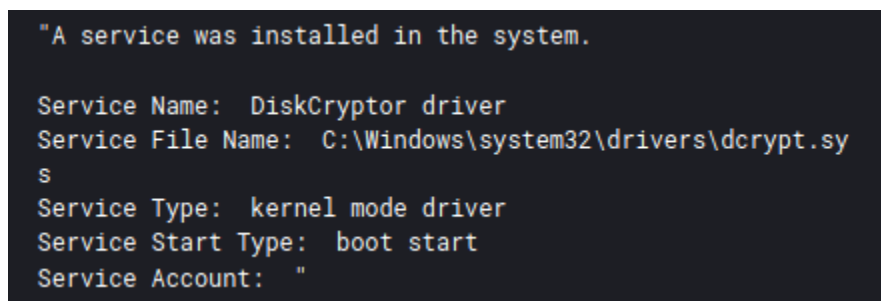 "A service was installed in the system.
Service Name:  DiskCryptor driver
Service File Name:  C:\Windows\system32\drivers\dcrypt.sy
s
Service Type:  kernel mode driver
Service Start Type:  boot start
Service Account:  "